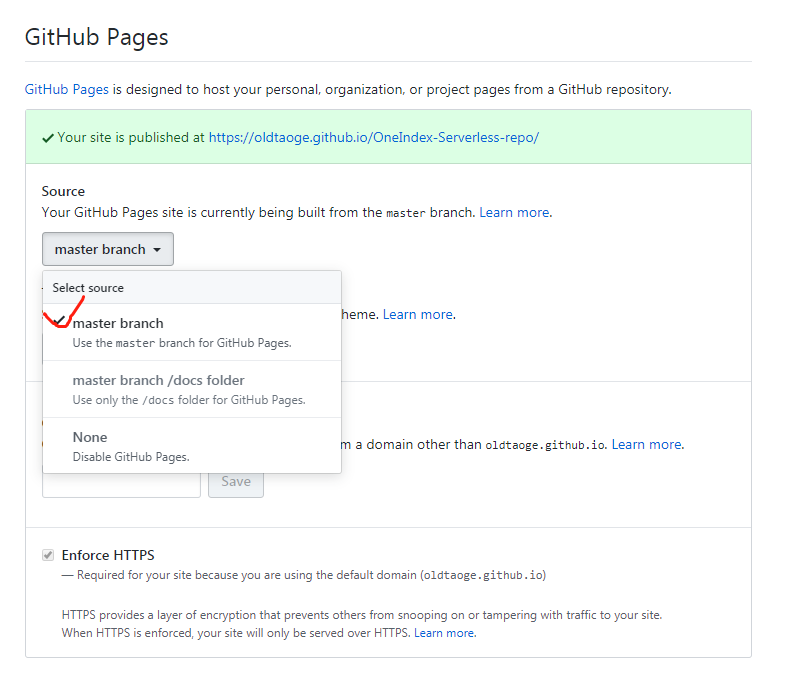 GitHub Pages
GitHub Pages is designed to host your personal, organization, or project pages from a GitHub repository.
Your site is published at https://oldtaoge.github.io/OneIndex-Serverless-repo/
Source
Your GitHub Pages site is currently being built from the master branch. Learn more.
master branch
Select source
heme. Learn more.
master branch
Use the master branch for GitHub Pages.
master branch /docs folder
Use only the /docs folder for GitHub Pages.
None
m a domain other than oldtaoge.github.io. Learn more.
Disable GitHub Pages.
Save
Enforce HTTPS
— Required for your site because you are using the default domain (oldtaoge.github.io)
HTTPS provides a layer of encryption that prevents others from snooping on or tampering with traffic to your site.
When HTTPS is enforced, your site will only be served over HTTPS. Learn more.